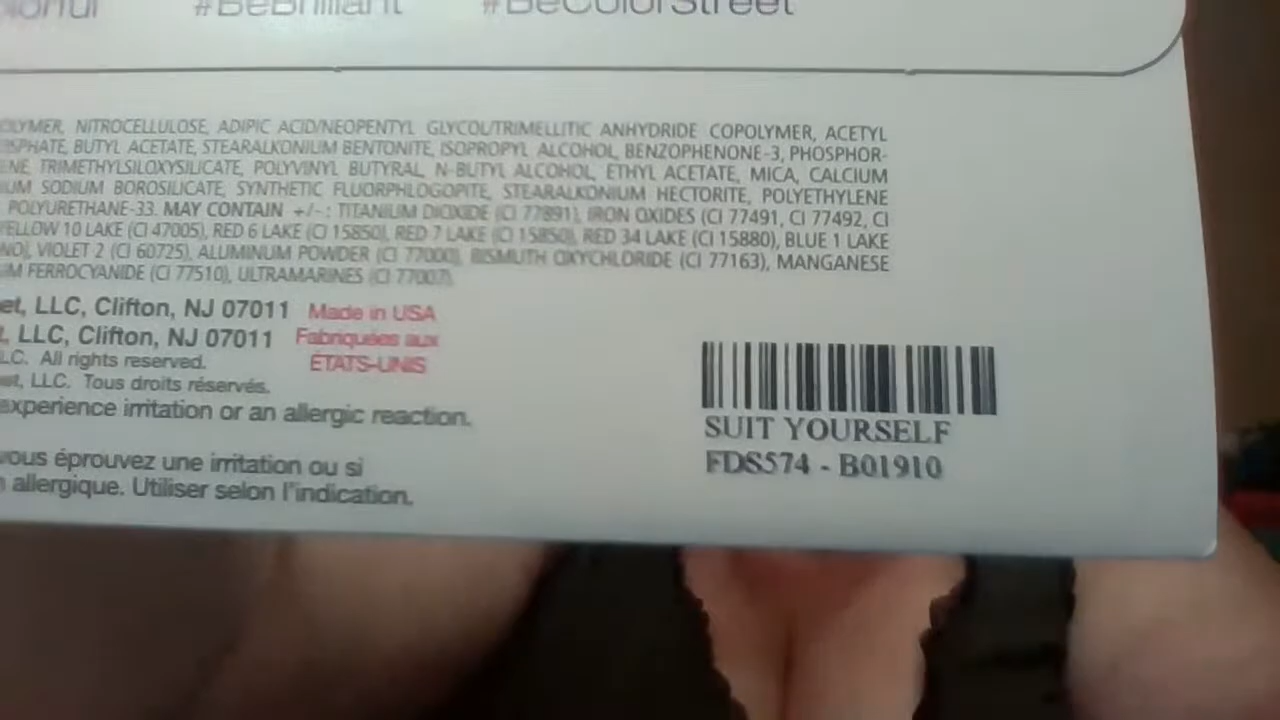 #BeBrilliant #BeColorStreet
NITROCELLULOSE, ADIPIC ACID/NEOPENTYL GLYCOL/TRIMELLITIC ANHYDRIDE COPOLYMER, ACETYL
BUTYL ACETATE, STEARALKONIUM BENTONITE, ISOPROPYL ALCOHOL, BENZOPHENONE-3, PHOSPHOR-
TRIMETHYLSILOXYSILICATE, POLYVINYL BUTYRAL, N-BUTYL ALCOHOL, ETHYL ACETATE, MICA, CALCIUM
SODIUM BOROSILICATE, SYNTHETIC FLUORPHLOGOPITE, STEARALKONIUM HECTORITE, POLYETHYLENE
POLYURETHANE-33. MAY CONTAIN +/-: TITANIUM DIOXIDE (CI 77891), IRON OXIDES (CI 77491, CI 77492, CI
YELLOW 10 LAKE (CI 47005), RED 6 LAKE (CI 15850), RED 7 LAKE (CI 15850), RED 34 LAKE (CI 15880), BLUE 1 LAKE
VIOLET 2 (CI 60725), ALUMINUM POWDER (CI 77000), BISMUTH OXYCHLORIDE (CI 77163), MANGANESE
FERROCYANIDE (CI 77510), ULTRAMARINES (CI 77007).
et, LLC, Clifton, NJ 07011 Made in USA
t, LLC, Clifton, NJ 07011 Fabriquées aux
LC. All rights reserved. ÉTATS-UNIS
et, LLC. Tous droits réservés.
experience irritation or an allergic reaction.
vous éprouvez une irritation ou si
allergique. Utiliser selon l'indication.
SUIT YOURSELF
FDS574 - B01910